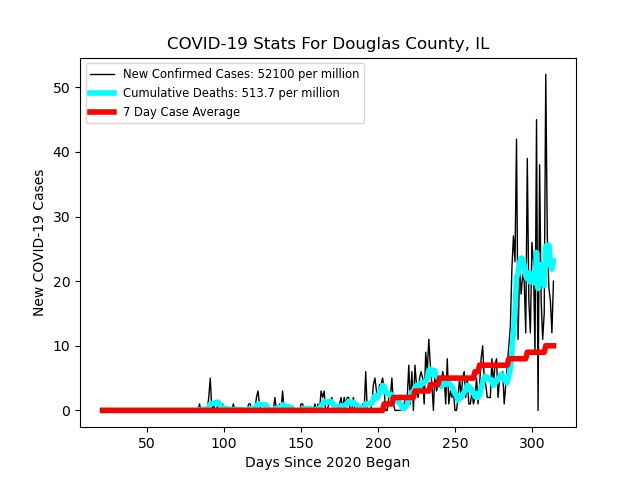 COVID-19 Stats For Douglas County, IL
New Confirmed Cases: 52100 per million
Cumulative Deaths: 513.7 per million
7 Day Case Average
New COVID-19 Cases
50
40
30
20
10
0
50 100 150 200 250 300
Days Since 2020 Began